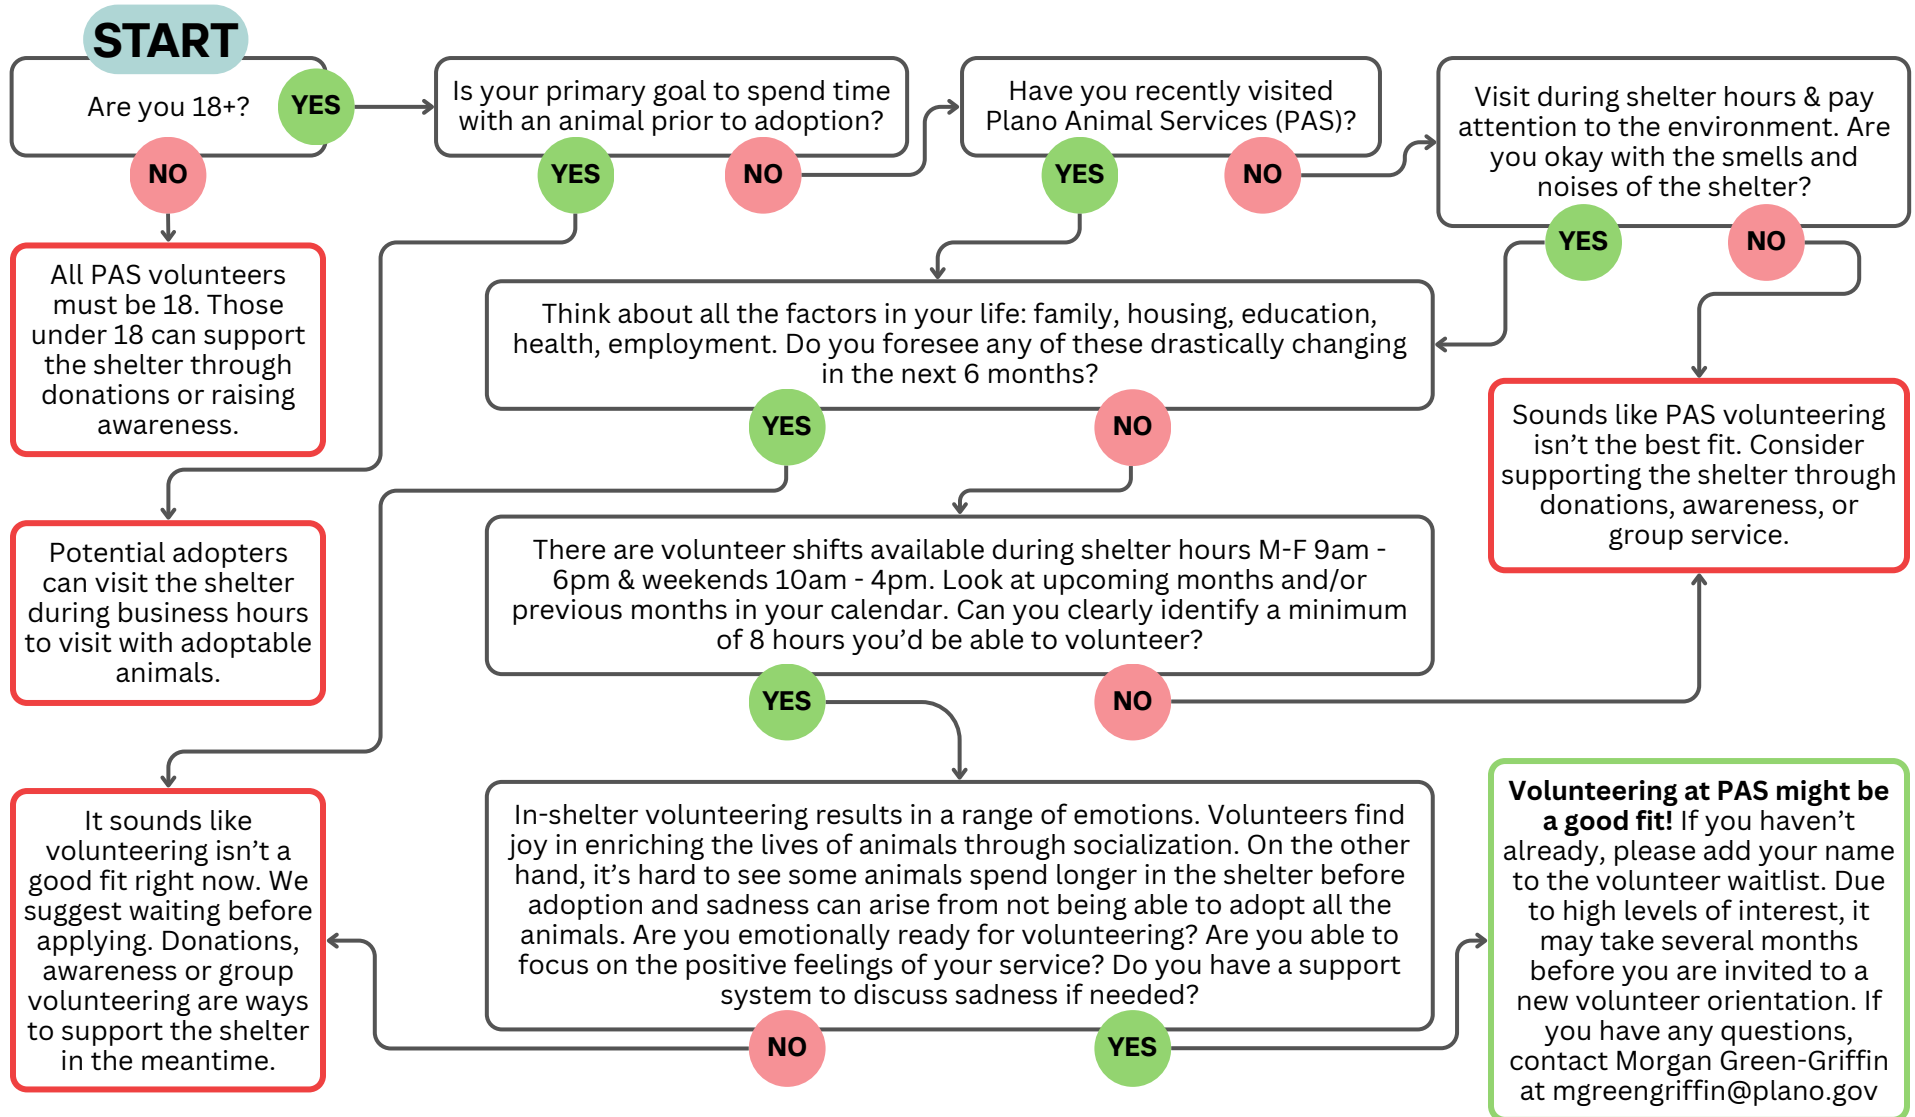 START
Are you 18+?
YES
NO
Is your primary goal to spend time
with an animal prior to adoption?
YES
NO
Have you recently visited
Plano Animal Services (PAS)?
YES
NO
Visit during shelter hours & pay
attention to the environment. Are
you okay with the smells and
noises of the shelter?
YES
NO
All PAS volunteers
must be 18. Those
under 18 can support
the shelter through
donations or raising
awareness.
Think about all the factors in your life: family, housing, education,
health, employment. Do you foresee any of these drastically changing
in the next 6 months?
YES
NO
Sounds like PAS volunteering
isn’t the best fit. Consider
supporting the shelter through
donations, awareness, or
group service.
Potential adopters
can visit the shelter
during business hours
to visit with adoptable
animals.
There are volunteer shifts available during shelter hours M-F 9am -
6pm & weekends 10am - 4pm. Look at upcoming months and/or
previous months in your calendar. Can you clearly identify a minimum
of 8 hours you’d be able to volunteer?
YES
NO
It sounds like
volunteering isn’t a
good fit right now. We
suggest waiting before
applying. Donations,
awareness or group
volunteering are ways
to support the shelter
in the meantime.
In-shelter volunteering results in a range of emotions. Volunteers find
joy in enriching the lives of animals through socialization. On the other
hand, it’s hard to see some animals spend longer in the shelter before
adoption and sadness can arise from not being able to adopt all the
animals. Are you emotionally ready for volunteering? Are you able to
focus on the positive feelings of your service? Do you have a support
system to discuss sadness if needed?
NO
YES
Volunteering at PAS might be
a good fit! If you haven’t
already, please add your name
to the volunteer waitlist. Due
to high levels of interest, it
may take several months
before you are invited to a
new volunteer orientation. If
you have any questions,
contact Morgan Green-Griffin
at mgreengriffin@plano.gov